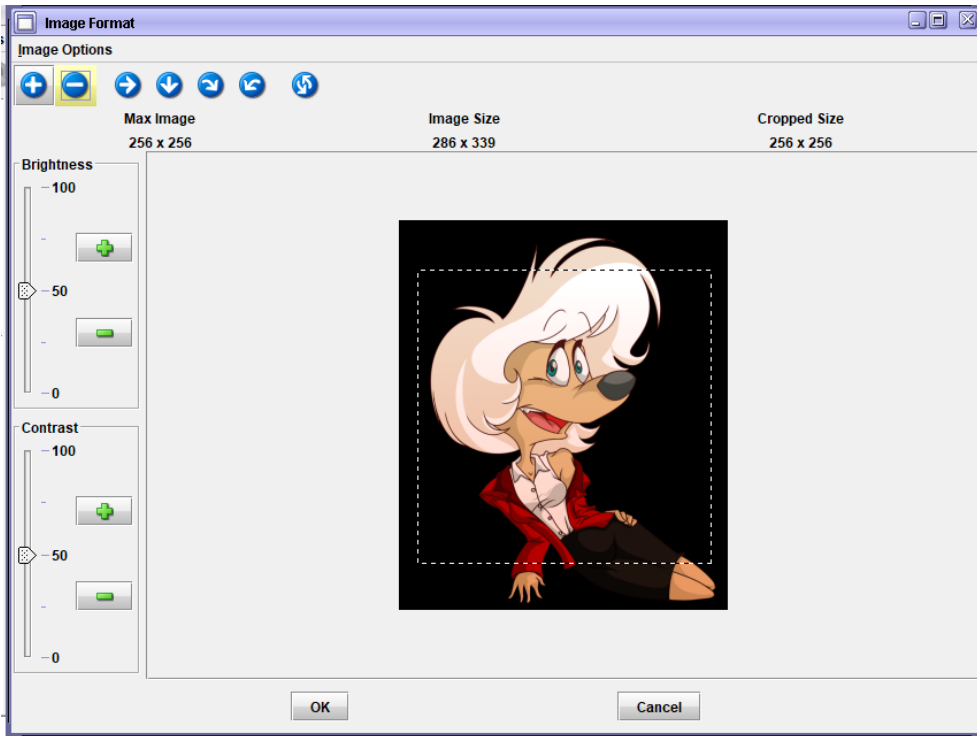 Image Format
Image Options
Max Image Image Size Cropped Size
256 x 256 286 x 339 256 x 256
Brightness
100
50
0
Contrast
100
50
0
OK Cancel